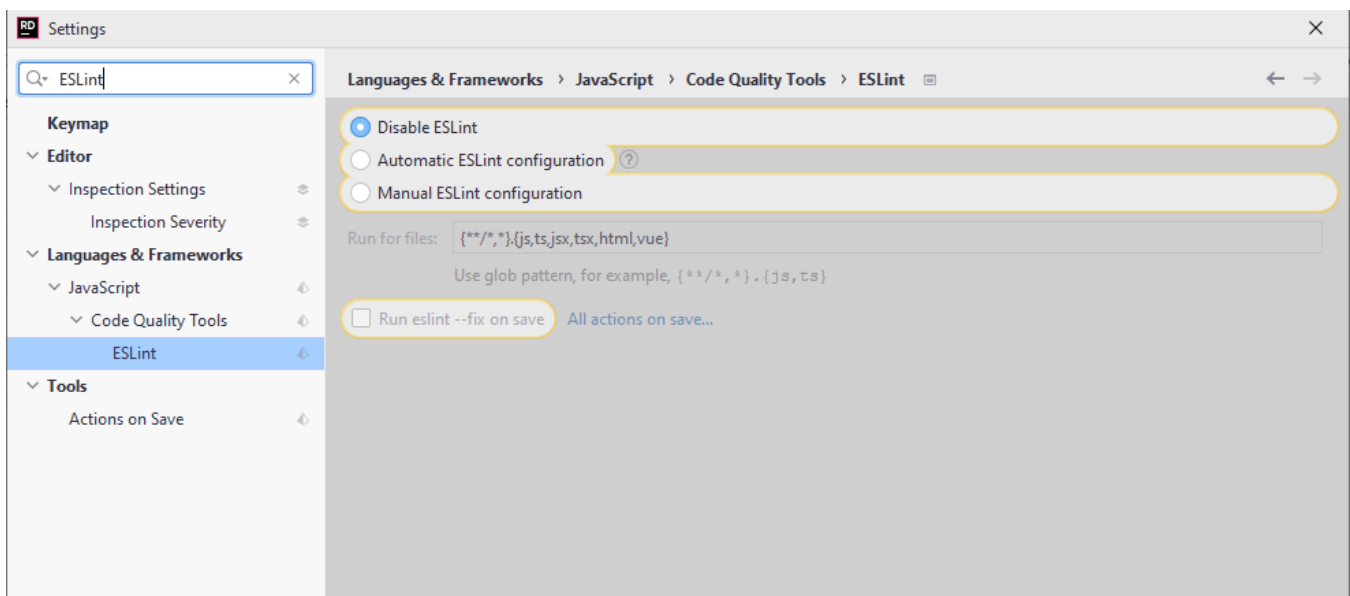 RD Settings
ESLint
Keymap
Editor
Inspection Settings
Inspection Severity
Languages & Frameworks
JavaScript
Code Quality Tools
ESLint
Tools
Actions on Save
Languages & Frameworks > JavaScript > Code Quality Tools > ESLint
Disable ESLint
Automatic ESLint configuration ?
Manual ESLint configuration
Run for files: {**/*,*}.{js,ts,jsx,tsx,html,vue}
Use glob pattern, for example, {**/*,*}.{js,ts}
Run eslint --fix on save All actions on save...